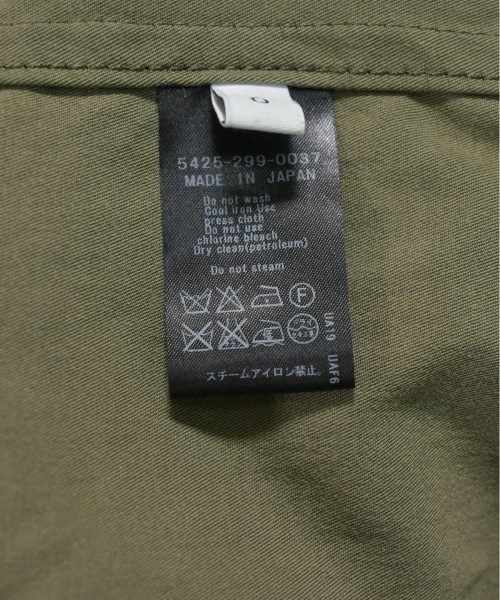 0
5425-299-0037
MADE IN JAPAN
Do not wash
Cool iron Use
press cloth
Do not use
chlorine bleach
Dry clean(petroleum)
Do not steam
F
スチームアイロン禁止。
UA19 UAF6